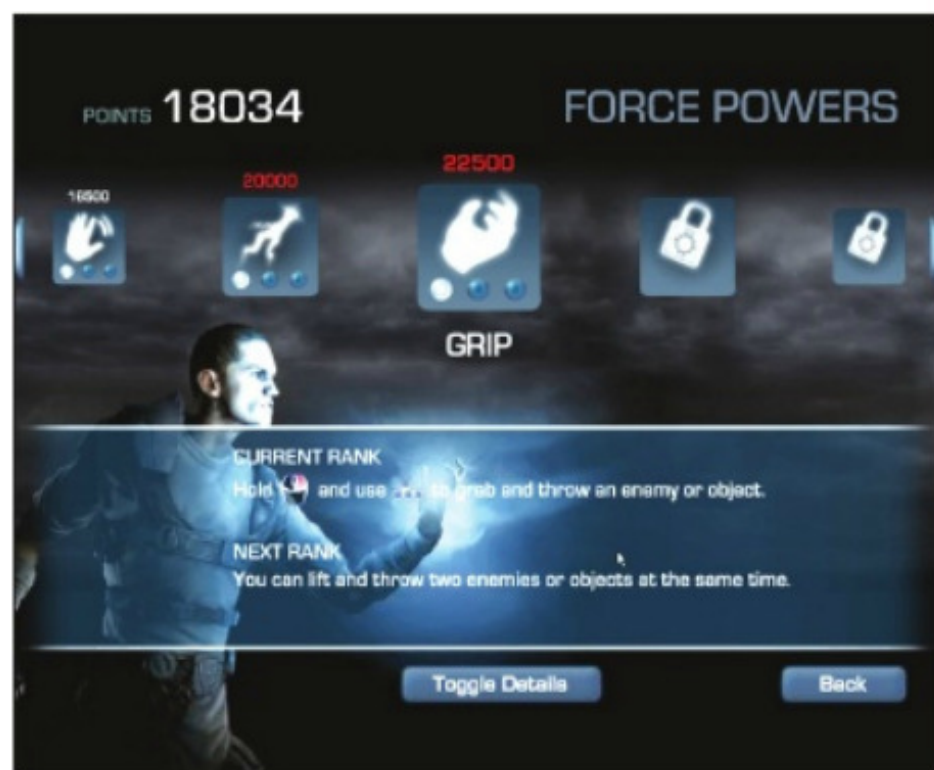 POINTS 18034
FORCE POWERS
16500
20000
22500
GRIP
CURRENT RANK
Hold and use to grab and throw an enemy or object.
NEXT RANK
You can lift and throw two enemies or objects at the same time.
Toggle Details
Back